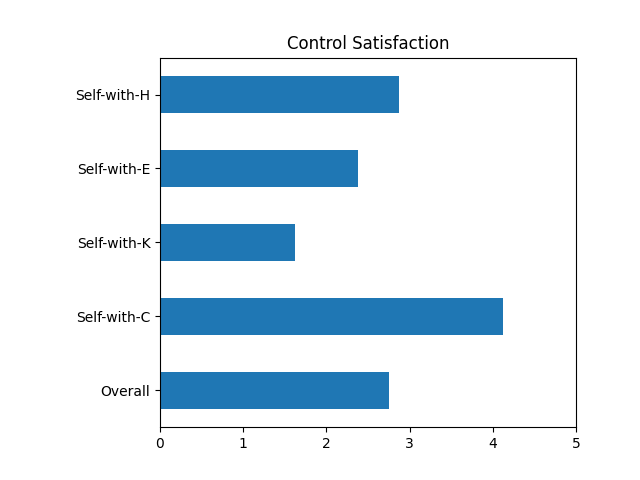 Control Satisfaction
Self-with-H
Self-with-E
Self-with-K
Self-with-C
Overall
0 1 2 3 4 5